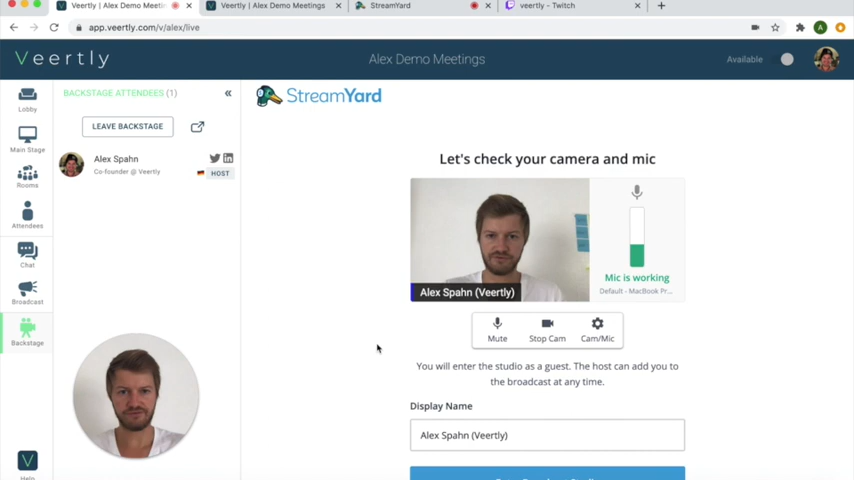 Veertly | Alex Demo Meetin
Veertly | Alex Demo Meetings
StreamYard
veertly - Twitch
app.veertly.com/v/alex/live
A
Veertly
Alex Demo Meetings
Available
Lobby
Main Stage
Rooms
Attendees
Chat
Broadcast
Backstage
Help
BACKSTAGE ATTENDEES (1)
LEAVE BACKSTAGE
Alex Spahn
Co-founder @ Veertly
HOST
StreamYard
Let's check your camera and mic
Alex Spahn (Veertly)
Mic is working
Default - MacBook Pr...
Mute
Stop Cam
Cam/Mic
You will enter the studio as a guest. The host can add you to
the broadcast at any time.
Display Name
Alex Spahn (Veertly)